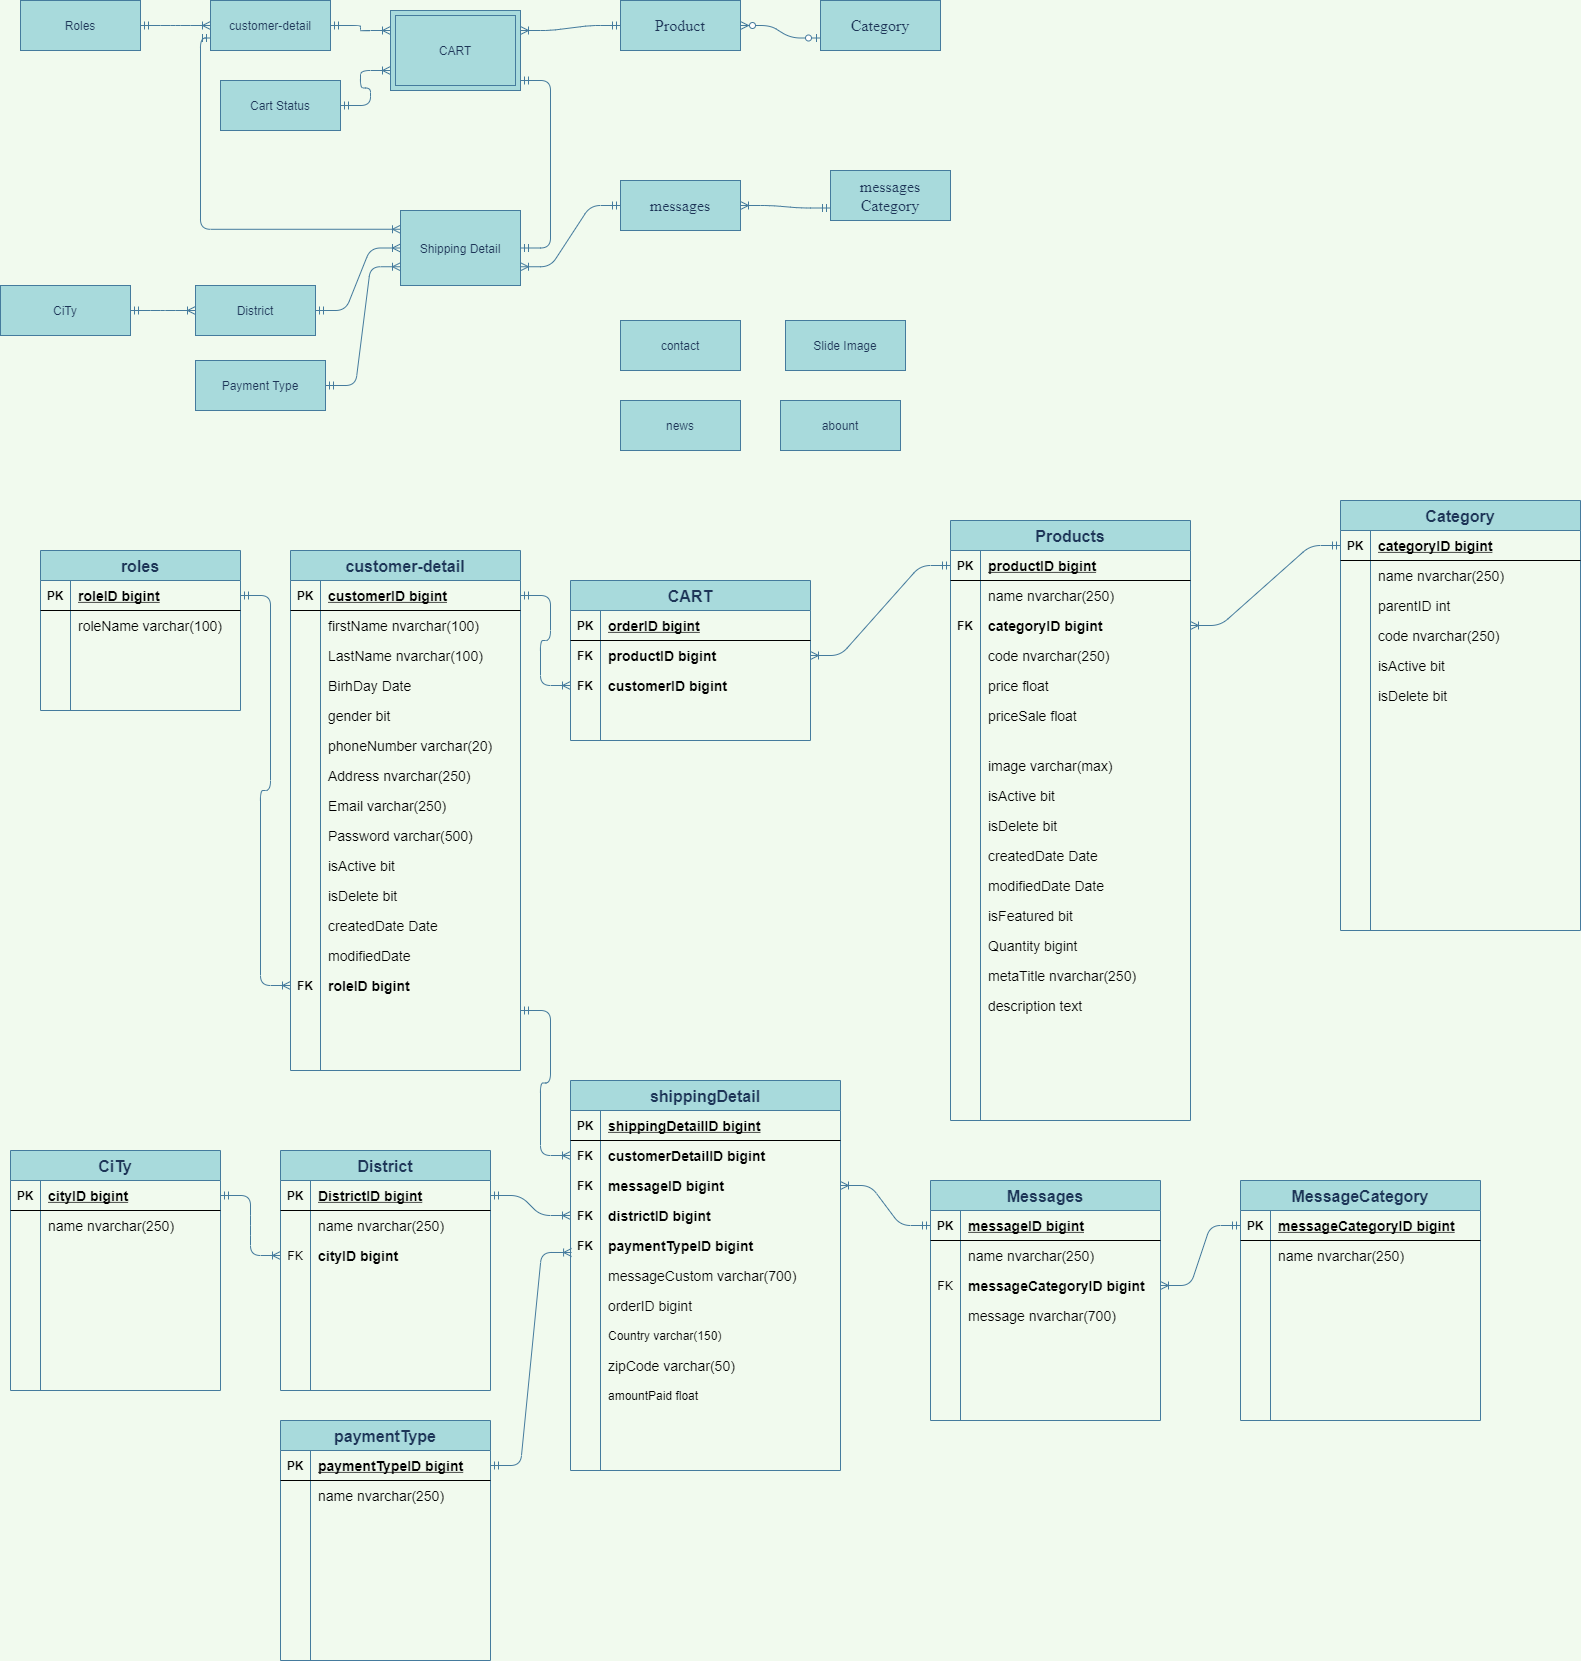 Roles
customer-detail
CART
Product
Category
Cart Status
messages
messages
Category
Shipping Detail
CiTy
District
Payment Type
contact
Slide Image
news
abount
roles
PK roleID bigint
roleName varchar(100)
customer-detail
PK customerID bigint
firstName nvarchar(100)
LastName nvarchar(100)
BirhDay Date
gender bit
phoneNumber varchar(20)
Address nvarchar(250)
Email varchar(250)
Password varchar(500)
isActive bit
isDelete bit
createdDate Date
modifiedDate
FK roleID bigint
CART
PK orderID bigint
FK productID bigint
FK customerID bigint
Products
PK productID bigint
name nvarchar(250)
FK categoryID bigint
code nvarchar(250)
price float
priceSale float
image varchar(max)
isActive bit
isDelete bit
createdDate Date
modifiedDate Date
isFeatured bit
Quantity bigint
metaTitle nvarchar(250)
description text
Category
PK categoryID bigint
name nvarchar(250)
parentID int
code nvarchar(250)
isActive bit
isDelete bit
CiTy
PK cityID bigint
name nvarchar(250)
District
PK DistrictID bigint
name nvarchar(250)
FK cityID bigint
shippingDetail
PK shippingDetailID bigint
FK customerDetailID bigint
FK messageID bigint
FK districtID bigint
FK paymentTypeID bigint
messageCustom varchar(700)
orderID bigint
Country varchar(150)
zipCode varchar(50)
amountPaid float
Messages
PK messageID bigint
name nvarchar(250)
FK messageCategoryID bigint
message nvarchar(700)
MessageCategory
PK messageCategoryID bigint
name nvarchar(250)
paymentType
PK paymentTypeID bigint
name nvarchar(250)